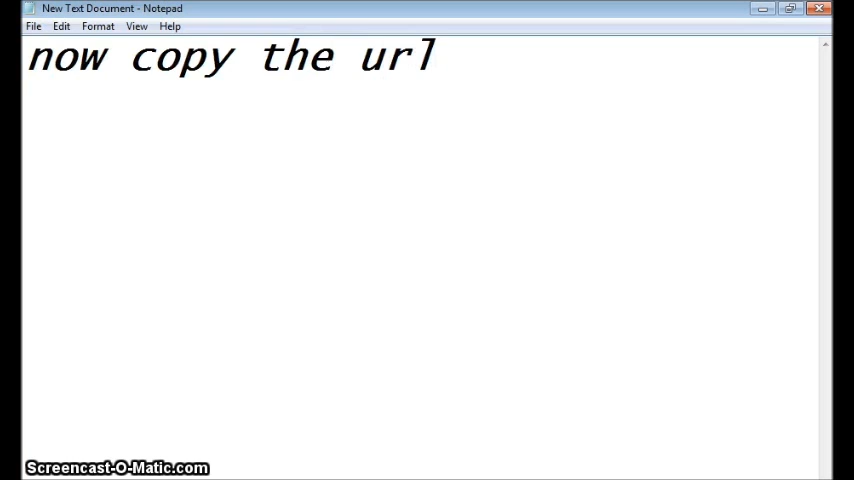 New Text Document - Notepad
File Edit Format View Help
now copy the url
Screencast-O-Matic.com